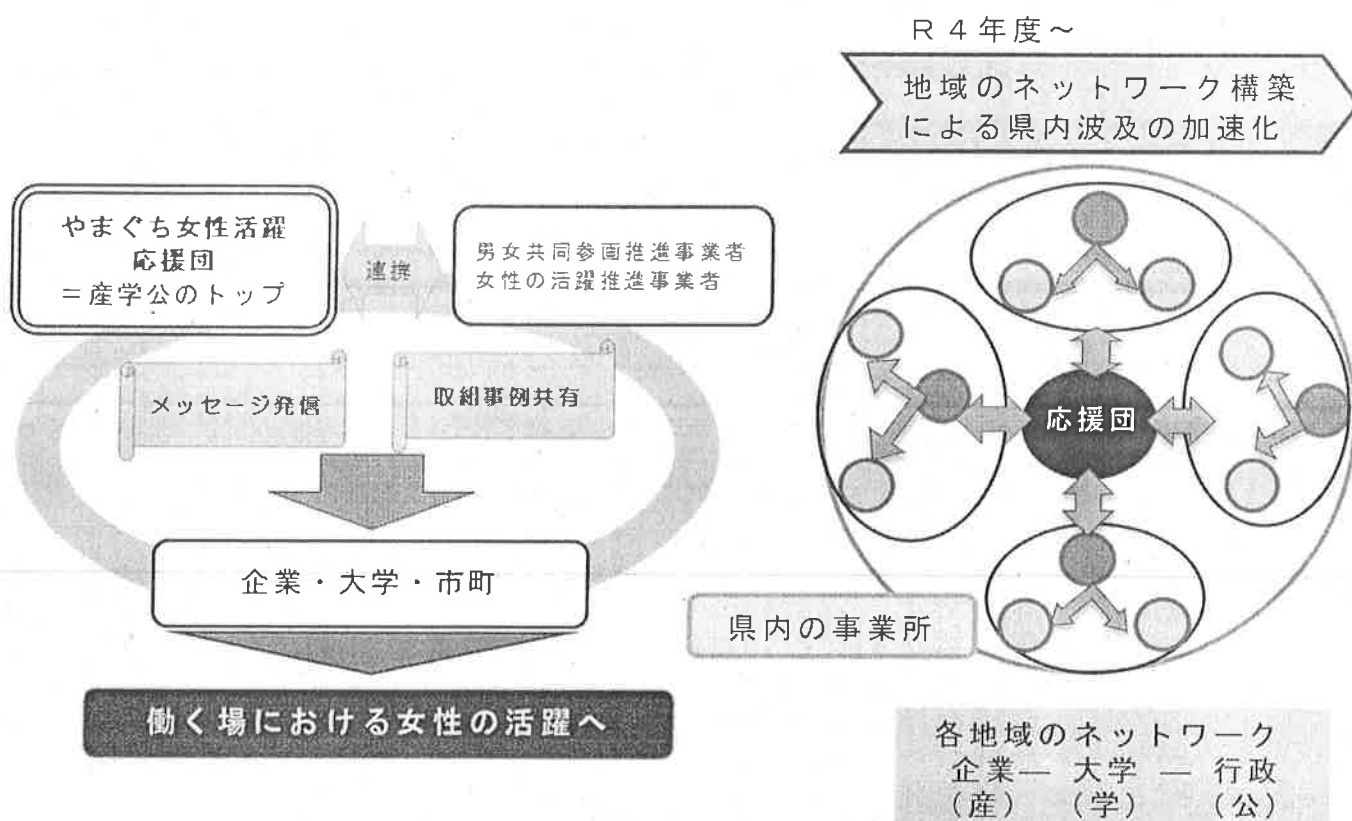 R4年度～
地域のネットワーク構築
による県内波及の加速化
やまぐち女性活躍
応援団
＝産学公のトップ
連携
男女共同参画推進事業者
女性の活躍推進事業者
メッセージ発信
取組事例共有
企業・大学・市町
働く場における女性の活躍へ
応援団
県内の事業所
各地域のネットワーク
企業― 大学 ― 行政
(産) (学) (公)